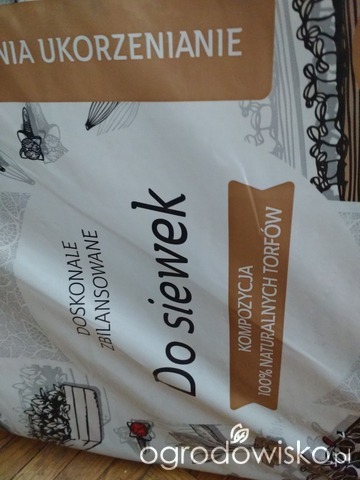 NIA UKORZENIANIE
DOSKONALE
ZBILANSOWANE
Do siewek
KOMPOZYCJA
100% NATURALNYCH TORFÓW
ogrodowisko.pl